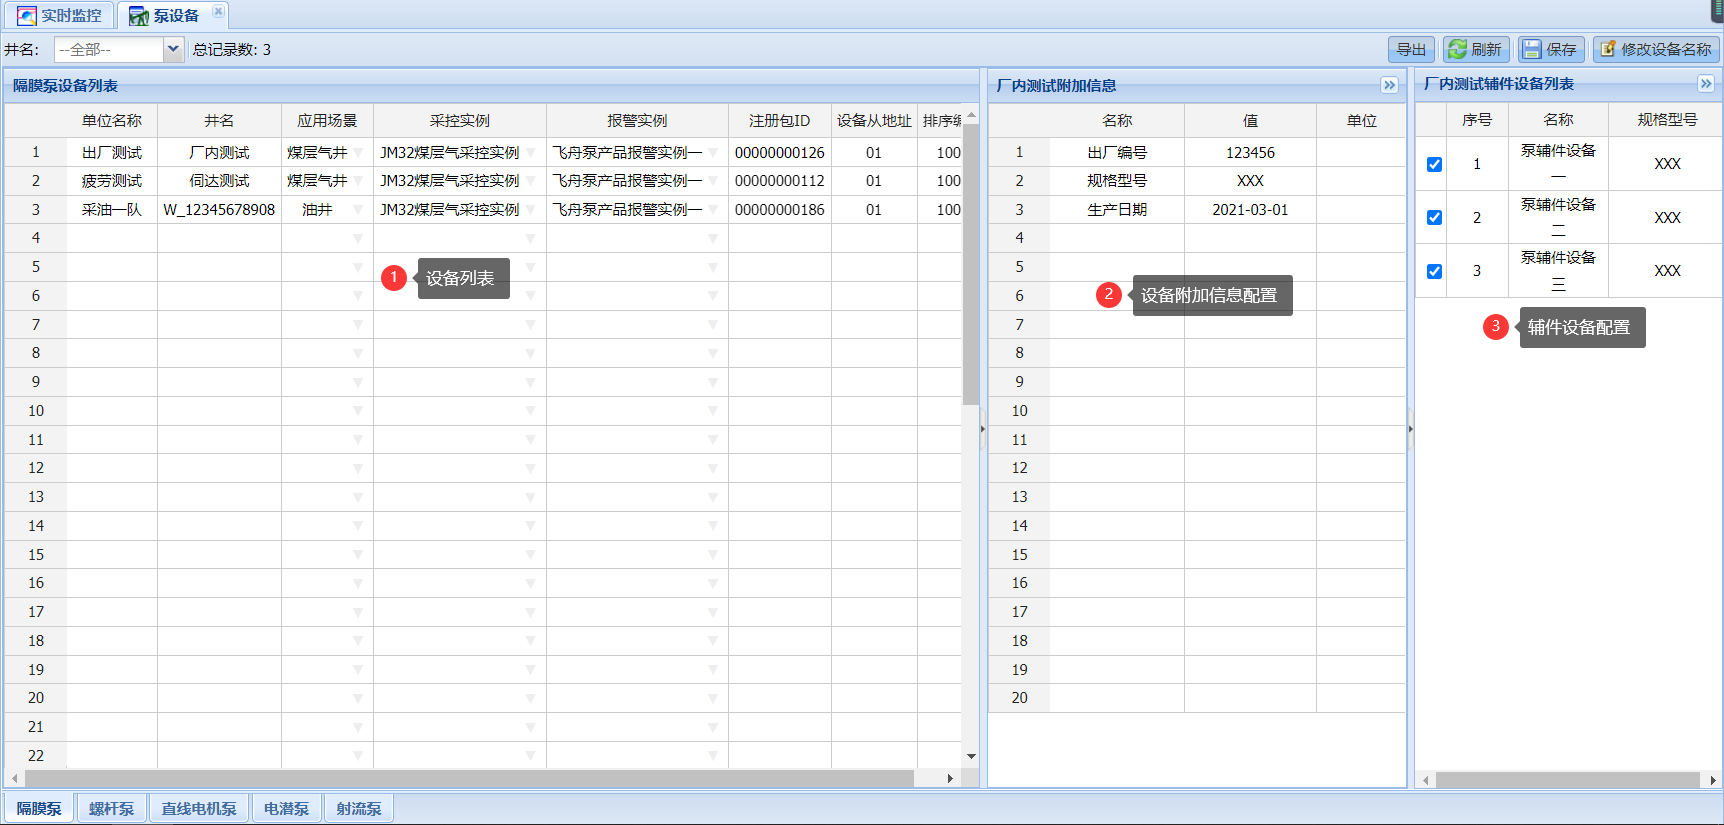 实时监控 泵设备
井名: --全部-- 总记录数: 3 导出 刷新 保存 修改设备名称
隔膜泵设备列表
单位名称 井名 应用场景 采控实例 报警实例 注册包ID 设备从地址
1 出厂测试 厂内测试 煤层气井 JM32煤层气采控实例 飞舟泵产品报警实例一 00000000126 01 100
2 疲劳测试 伺达测试 煤层气井 JM32煤层气采控实例 飞舟泵产品报警实例一 00000000112 01 100
3 采油一队 W_12345678908 油井 JM32煤层气采控实例 飞舟泵产品报警实例一 00000000186 01 100
4
5
6
7
8
9
10
11
12
13
14
15
16
17
18
19
20
21
22
1 设备列表
厂内测试附加信息
名称 值 单位
1 出厂编号 123456
2 规格型号 XXX
3 生产日期 2021-03-01
4
5
6
7
8
9
10
11
12
13
14
15
16
17
18
19
20
2 设备附加信息配置
厂内测试辅件设备列表
序号 名称 规格型号
1 泵辅件设备 XXX
一
2 泵辅件设备 XXX
二
3 泵辅件设备 XXX
三
3 辅件设备配置
隔膜泵 螺杆泵 直线电机泵 电潜泵 射流泵